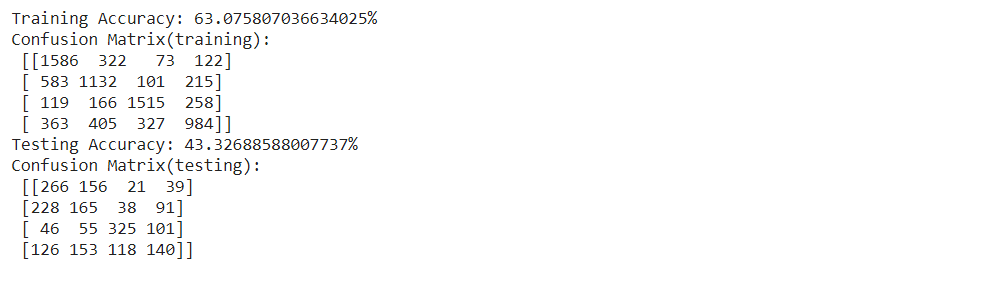 Training Accuracy: 63.075807036634025%
Confusion Matrix(training):
[[1586 322 73 122]
[ 583 1132 101 215]
[ 119 166 1515 258]
[ 363 405 327 984]]
Testing Accuracy: 43.32688588007737%
Confusion Matrix(testing):
[[266 156 21 39]
[228 165 38 91]
[ 46 55 325 101]
[126 153 118 140]]